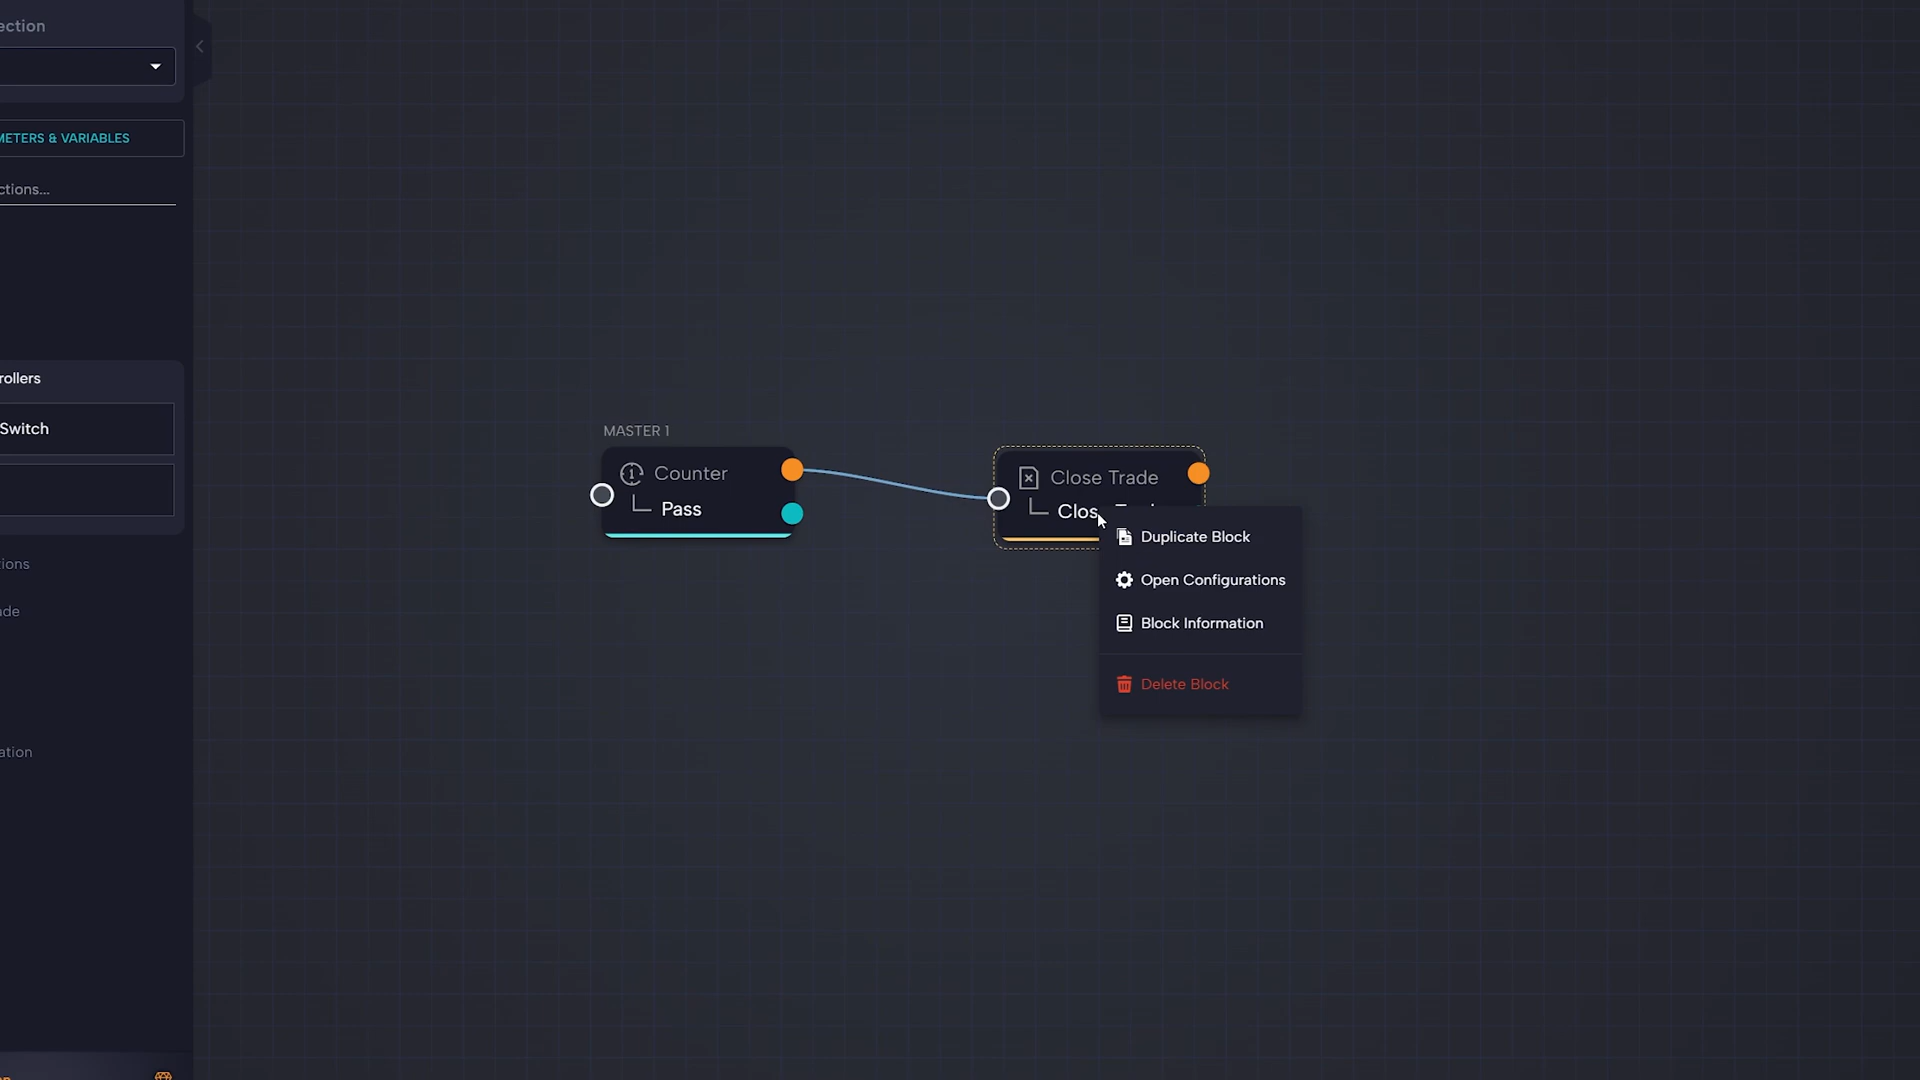 ection
METERS & VARIABLES
ctions...
rollers
Switch
tions
ade
ation
MASTER 1
Counter
Pass
Close Trade
Clos
Duplicate Block
Open Configurations
Block Information
Delete Block